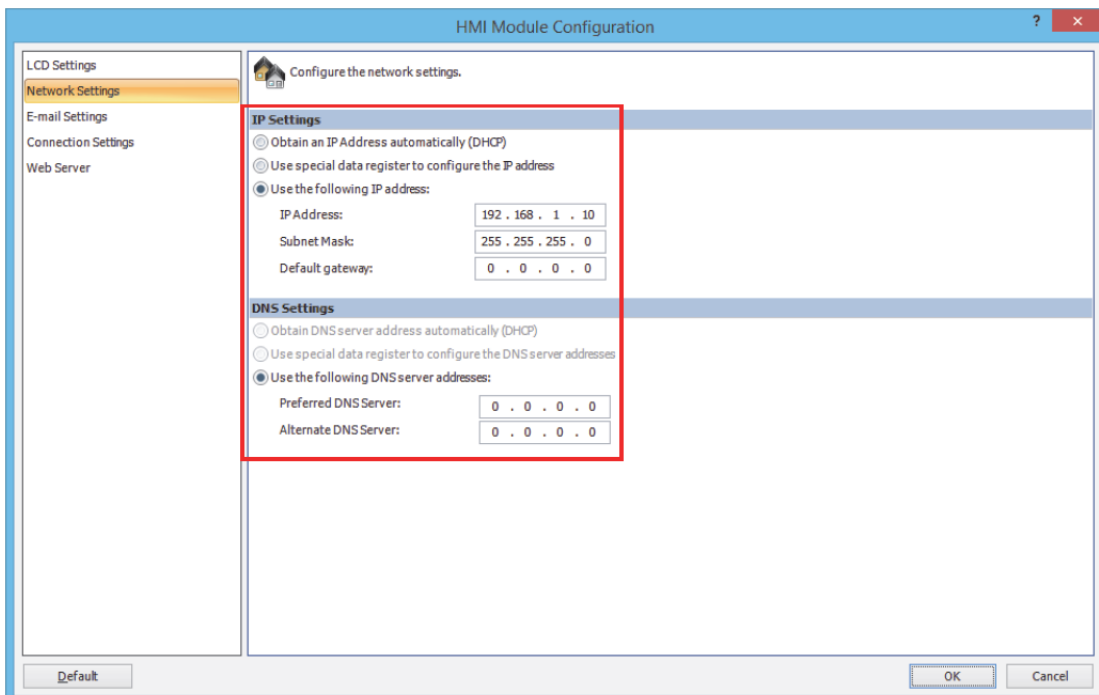 HMI Module Configuration
?
LCD Settings
Network Settings
E-mail Settings
Connection Settings
Web Server
Configure the network settings.
IP Settings
Obtain an IP Address automatically (DHCP)
Use special data register to configure the IP address
Use the following IP address:
IP Address: 192 . 168 . 1 . 10
Subnet Mask: 255 . 255 . 255 . 0
Default gateway: 0 . 0 . 0 . 0
DNS Settings
Obtain DNS server address automatically (DHCP)
Use special data register to configure the DNS server addresses
Use the following DNS server addresses:
Preferred DNS Server: 0 . 0 . 0 . 0
Alternate DNS Server: 0 . 0 . 0 . 0
Default OK Cancel